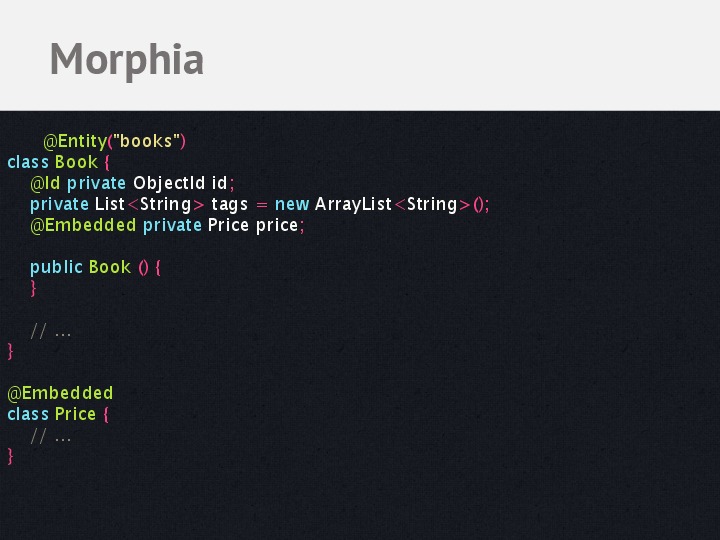 Morphia
@Entity("books")
class Book {
@Id private ObjectId id;
private List<String> tags = new ArrayList<String>();
@Embedded private Price price;
public Book () {
}
// ...
}
@Embedded
class Price {
// ...
}